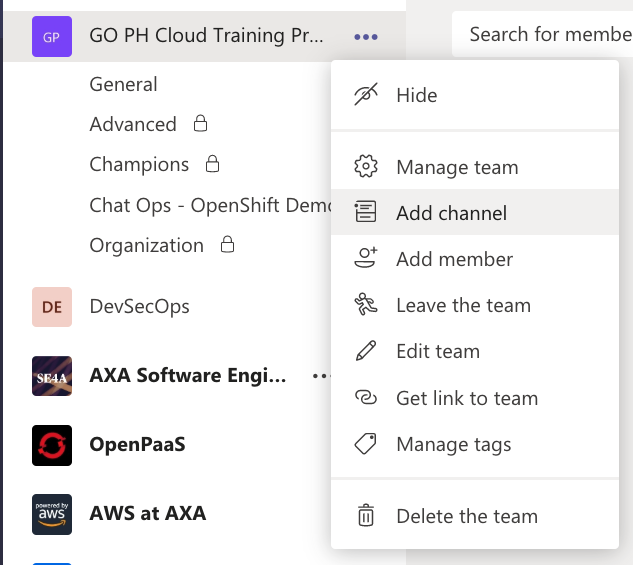 GP GO PH Cloud Training Pr... •••
Search for membe
General
Advanced
Champions
Chat Ops - OpenShift Demo
Organization
DE DevSecOps
SE4A AXA Software Engi... •••
OpenPaaS
powered by
aws
AWS at AXA
Hide
Manage team
Add channel
Add member
Leave the team
Edit team
Get link to team
Manage tags
Delete the team